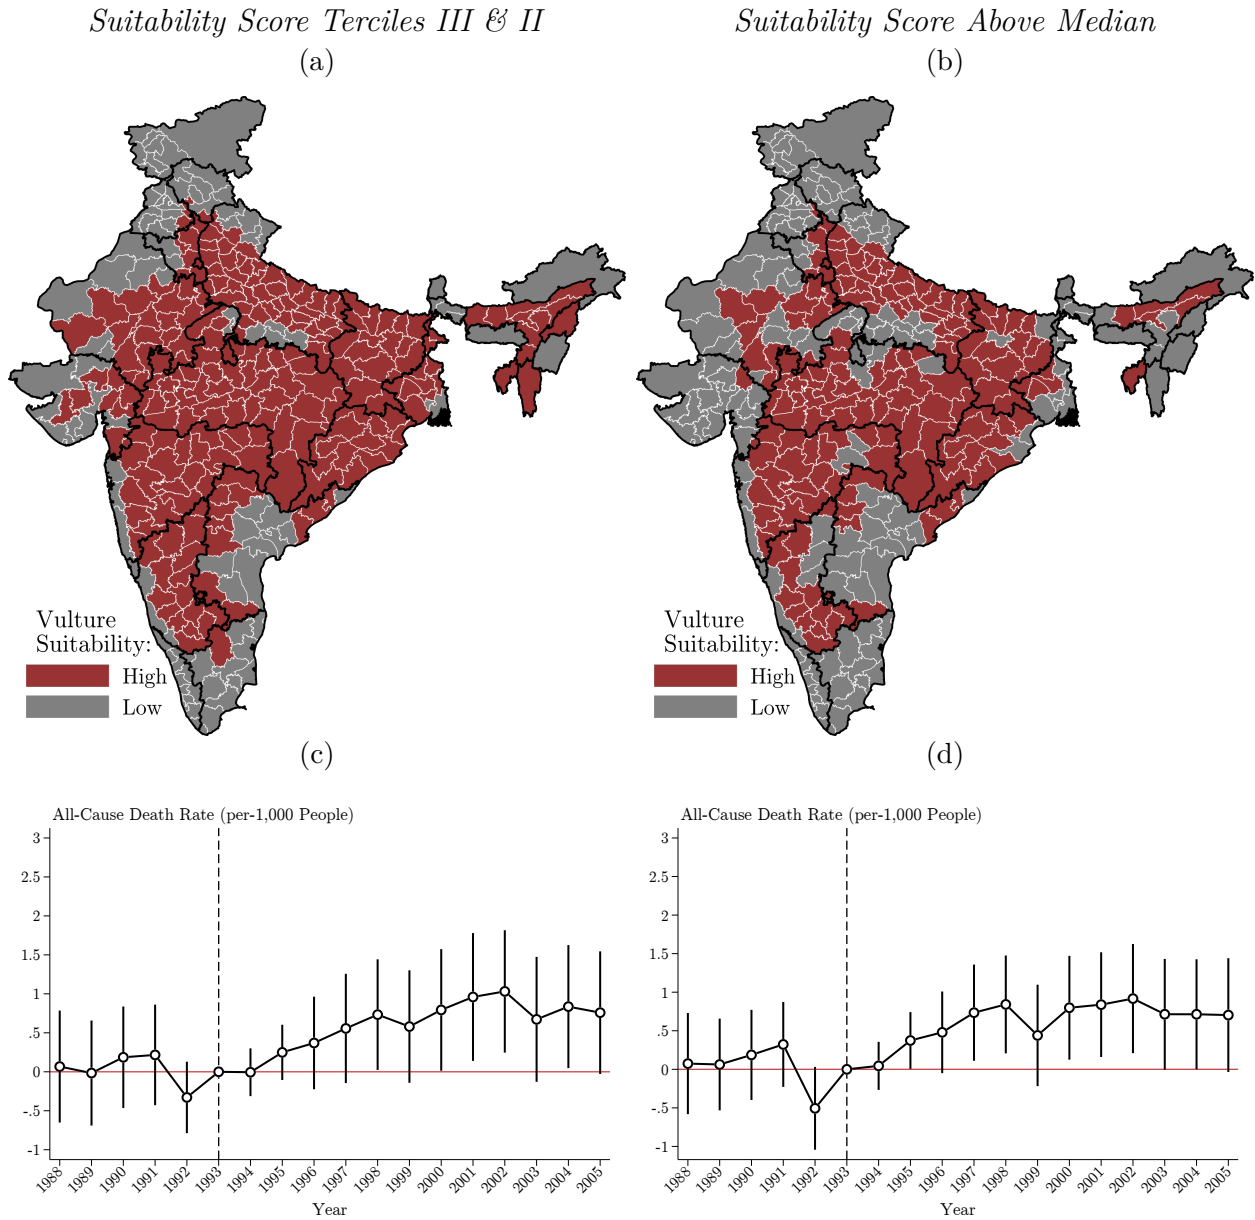 Suitability Score Terciles III & II
Suitability Score Above Median
(a)
(b)
Vulture
Suitability:
High
Low
Vulture
Suitability:
High
Low
(c)
(d)
All-Cause Death Rate (per-1,000 People)
3
2.5
2
1.5
1
.5
0
-.5
-1
1988 1989 1990 1991 1992 1993 1994 1995 1996 1997 1998 1999 2000 2001 2002 2003 2004 2005
Year
All-Cause Death Rate (per-1,000 People)
3
2.5
2
1.5
1
.5
0
-.5
-1
1988 1989 1990 1991 1992 1993 1994 1995 1996 1997 1998 1999 2000 2001 2002 2003 2004 2005
Year